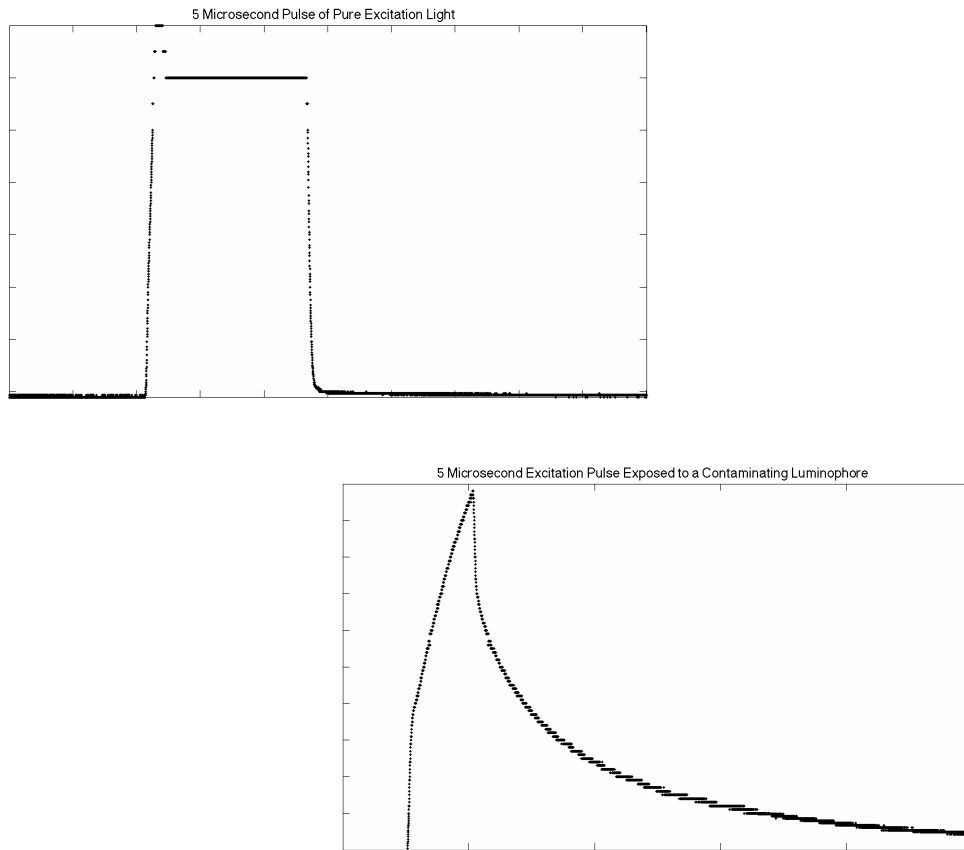 5 Microsecond Pulse of Pure Excitation Light
5 Microsecond Excitation Pulse Exposed to a Contaminating Luminophore